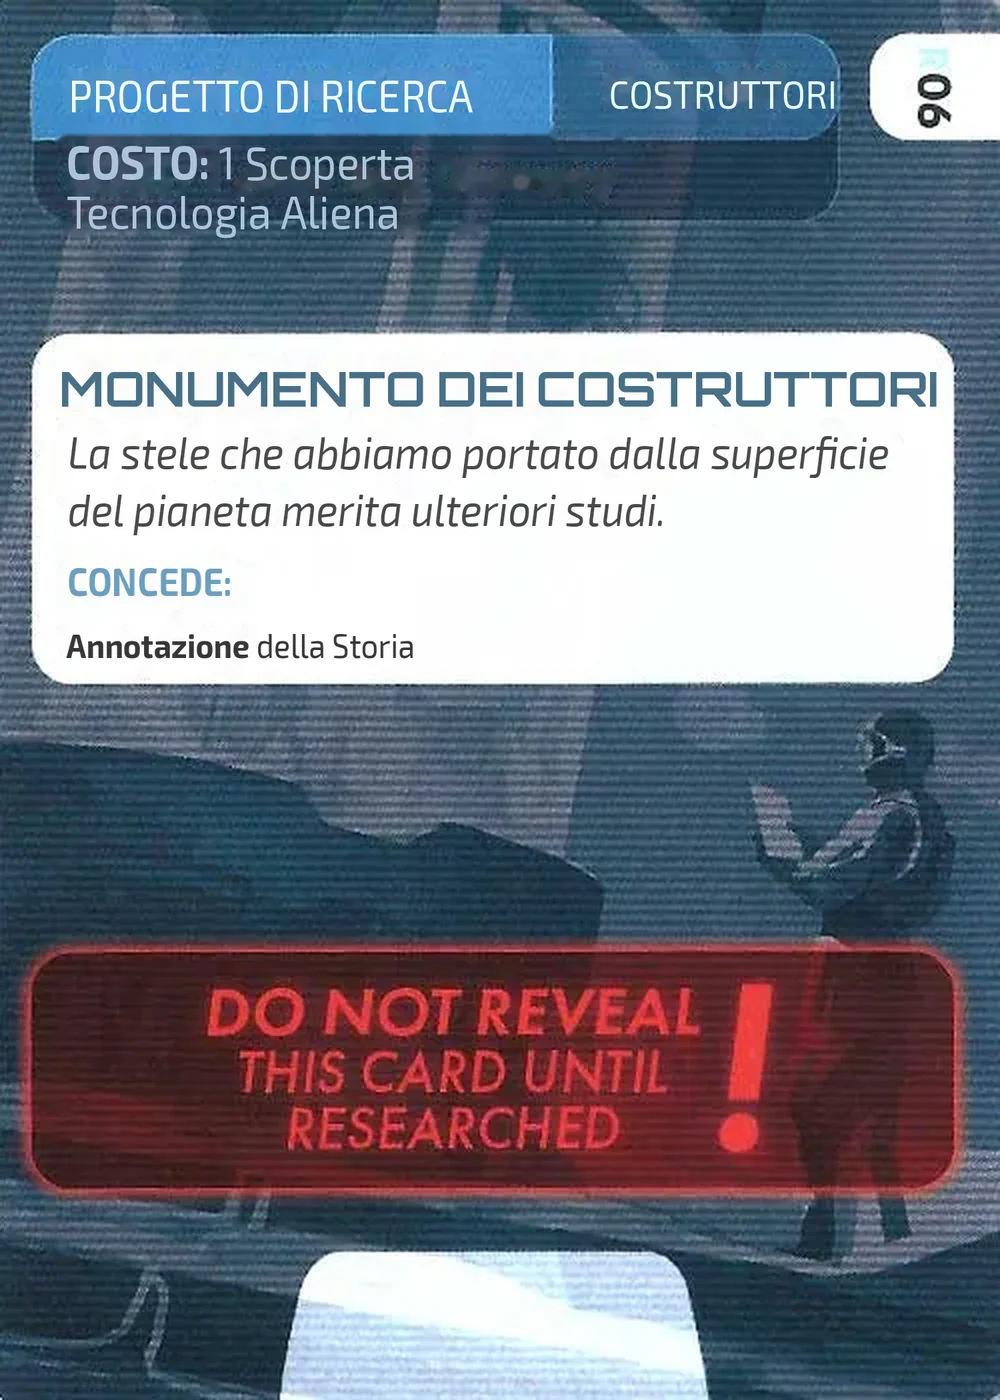 PROGETTO DI RICERCA
COSTRUTTORI
R
06
COSTO: 1 Scoperta
Tecnologia Aliena
MONUMENTO DEI COSTRUTTORI
La stele che abbiamo portato dalla superficie
del pianeta merita ulteriori studi.
CONCEDE:
Annotazione della Storia
DO NOT REVEAL
THIS CARD UNTIL
RESEARCHED
!